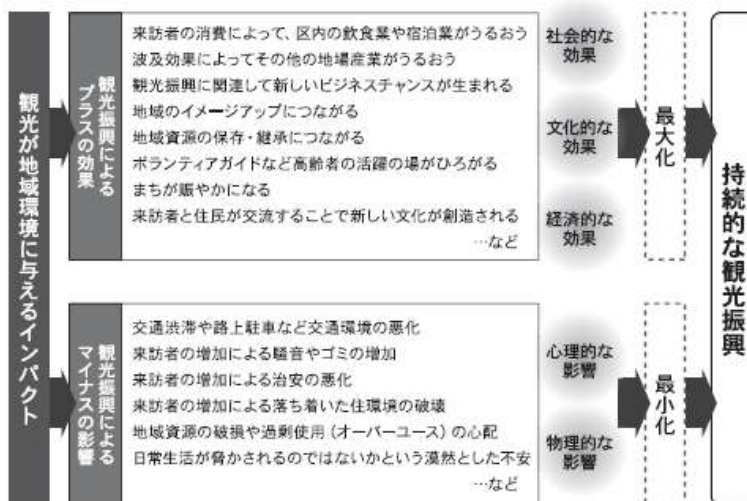 観光が地域環境に与えるインパクト
観光振興による
プラスの効果
来訪者の消費によって、区内の飲食業や宿泊業がうるおう
波及効果によってその他の地場産業がうるおう
観光振興に関連して新しいビジネスチャンスが生まれる
地域のイメージアップにつながる
地域資源の保存・継承につながる
ボランティアガイドなど高齢者の活躍の場がひろがる
まちが賑やかになる
来訪者と住民が交流することで新しい文化が創造される
…など
社会的な
効果
文化的な
効果
経済的な
効果
最大化
観光振興による
マイナスの影響
交通渋滞や路上駐車など交通環境の悪化
来訪者の増加による騒音やゴミの増加
来訪者の増加による治安の悪化
来訪者の増加による落ち着いた住環境の破壊
地域資源の破損や過剰使用（オーバーユース）の心配
日常生活が脅かされるのではないかという漠然とした不安
…など
心理的な
影響
物理的な
影響
最小化
持続的な観光振興